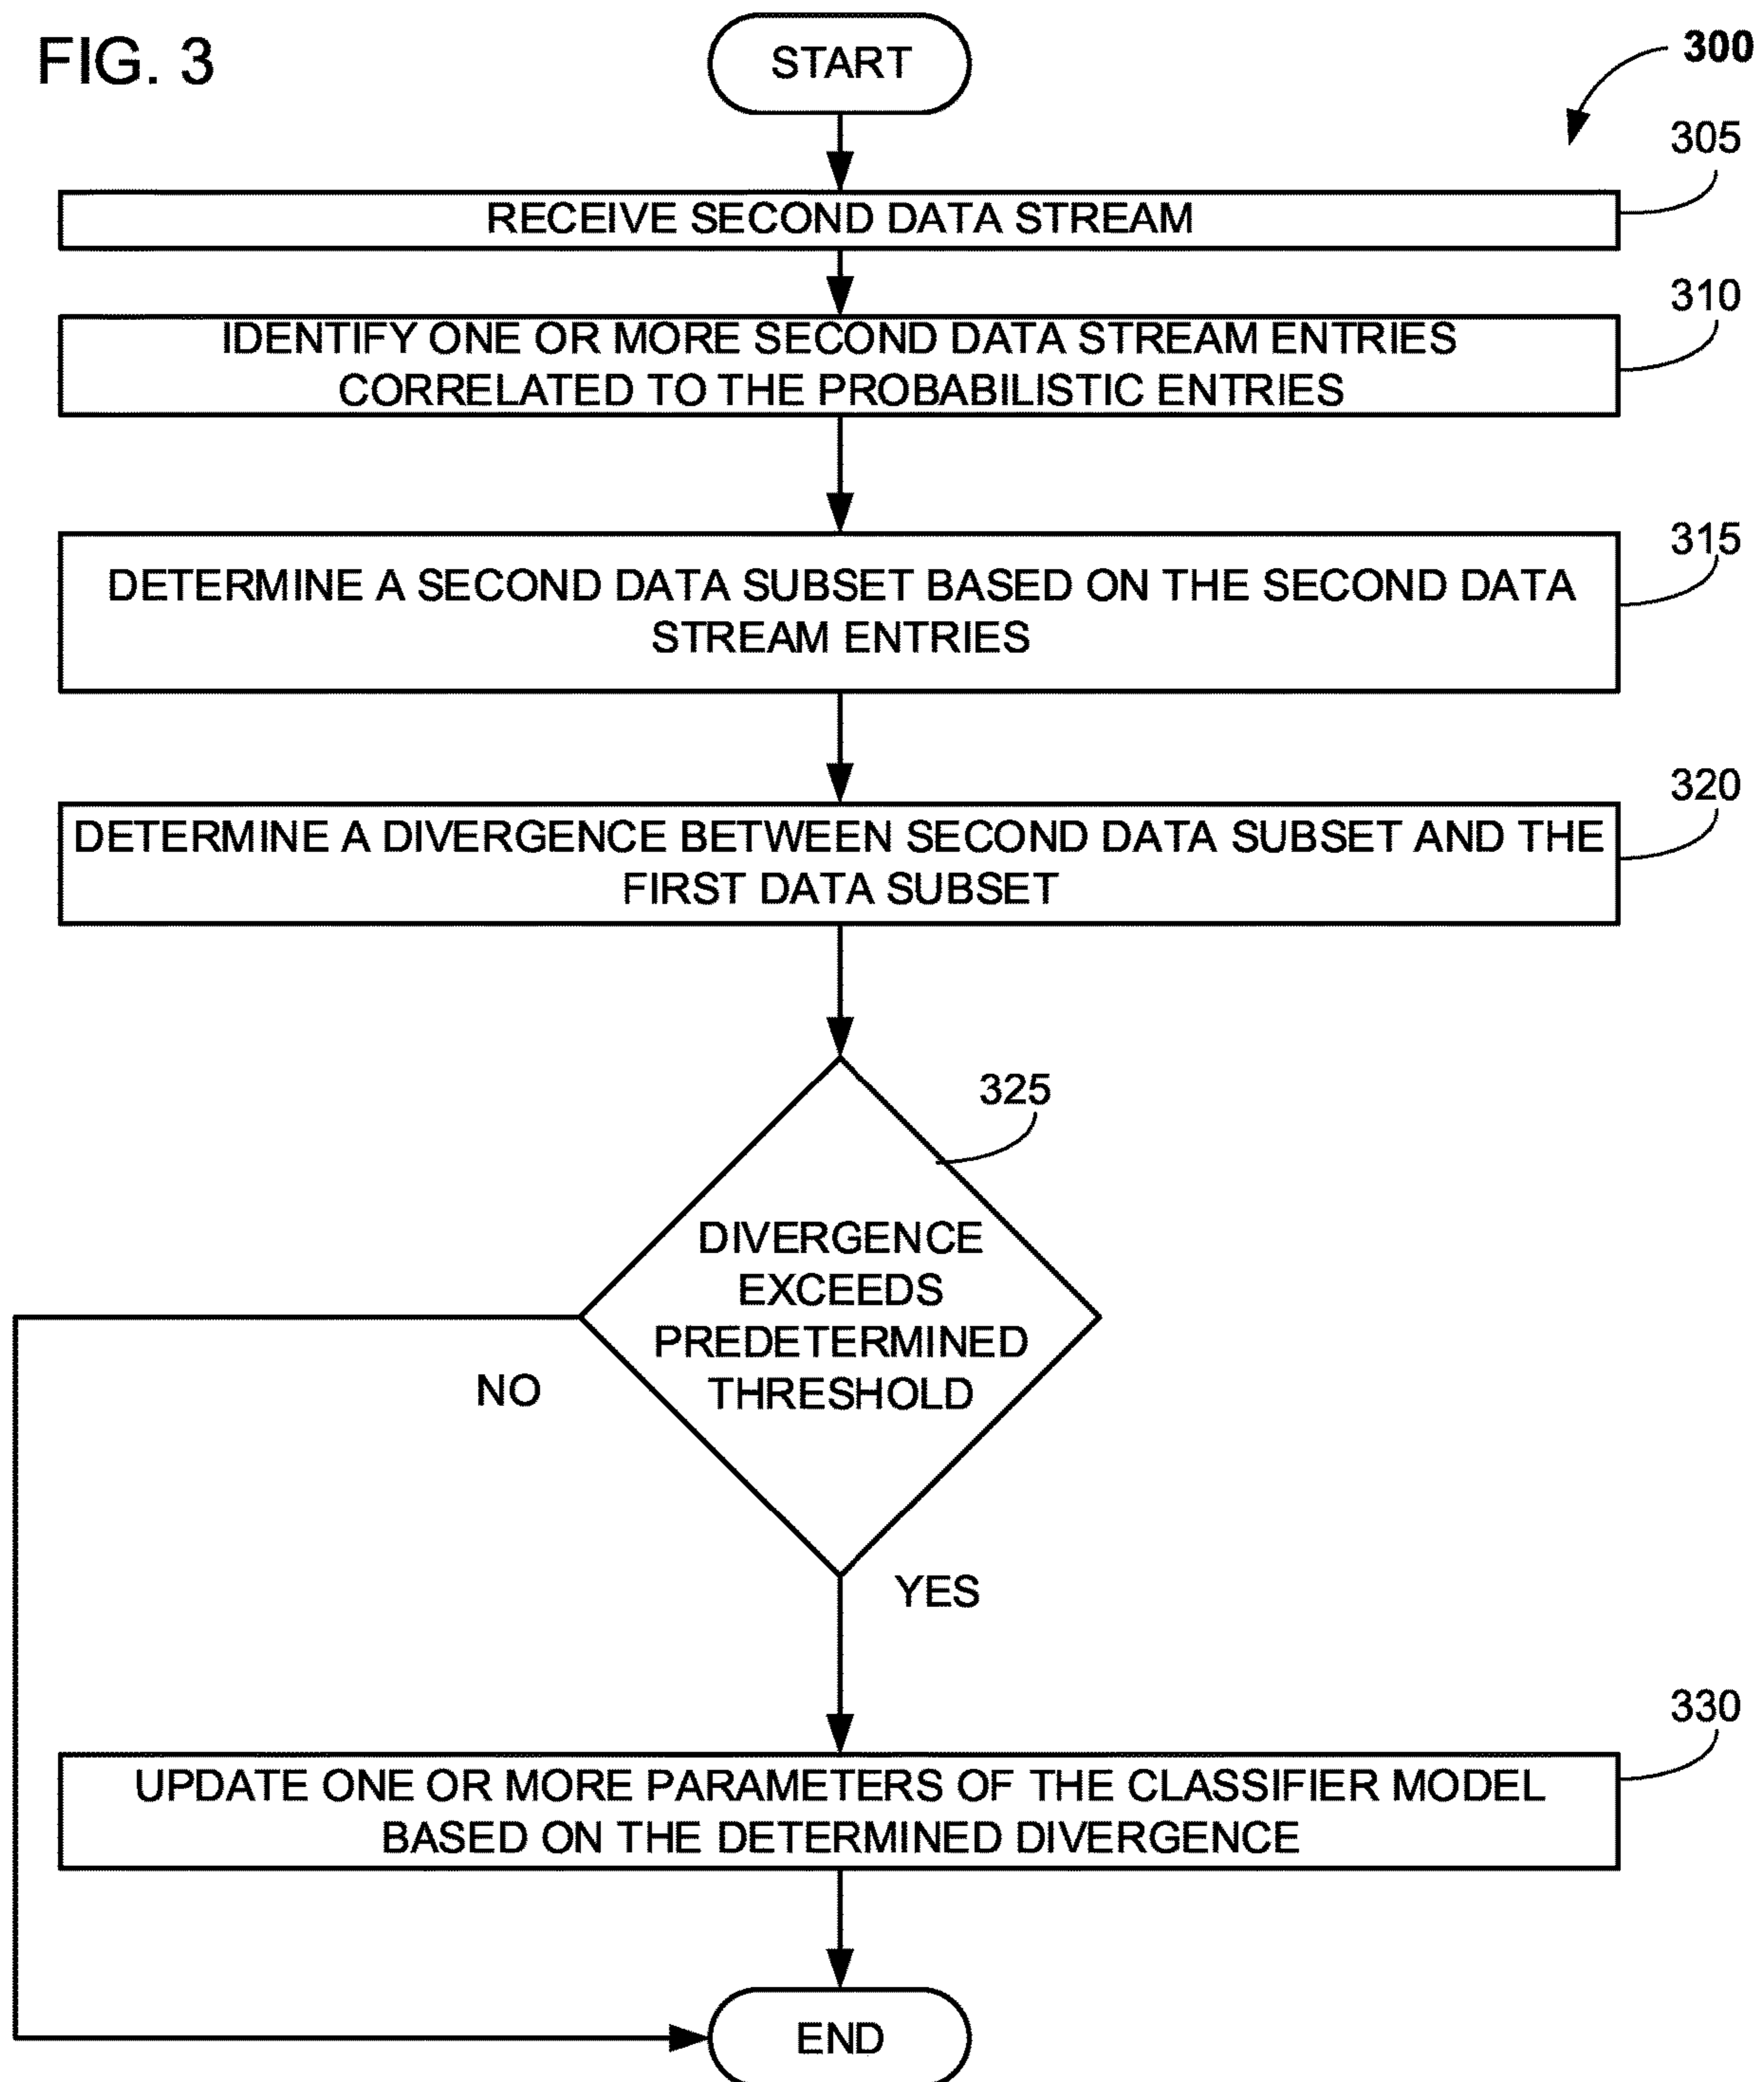 FIG. 3
START
300
305
RECEIVE SECOND DATA STREAM
310
IDENTIFY ONE OR MORE SECOND DATA STREAM ENTRIES
CORRELATED TO THE PROBABILISTIC ENTRIES
315
DETERMINE A SECOND DATA SUBSET BASED ON THE SECOND DATA
STREAM ENTRIES
320
DETERMINE A DIVERGENCE BETWEEN SECOND DATA SUBSET AND THE
FIRST DATA SUBSET
325
DIVERGENCE
EXCEEDS
PREDETERMINED
THRESHOLD
NO
YES
330
UPDATE ONE OR MORE PARAMETERS OF THE CLASSIFIER MODEL
BASED ON THE DETERMINED DIVERGENCE
END